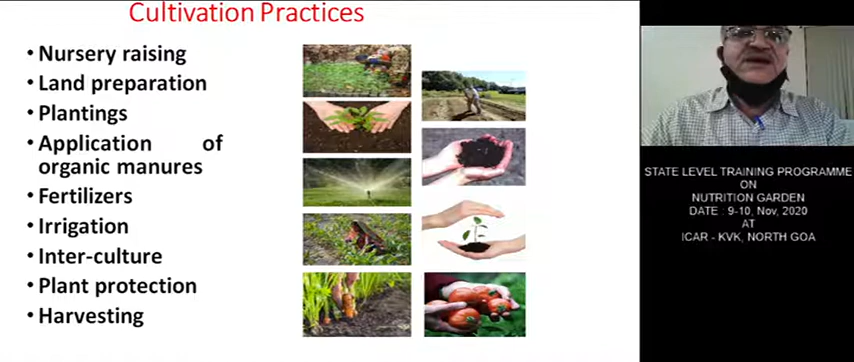 Cultivation Practices
• Nursery raising
• Land preparation
• Plantings
• Application of
organic manures
• Fertilizers
• Irrigation
• Inter-culture
• Plant protection
• Harvesting
STATE LEVEL TRAINING PROGRAMME
ON
NUTRITION GARDEN
DATE : 9-10, Nov, 2020
AT
ICAR - KVK, NORTH GOA